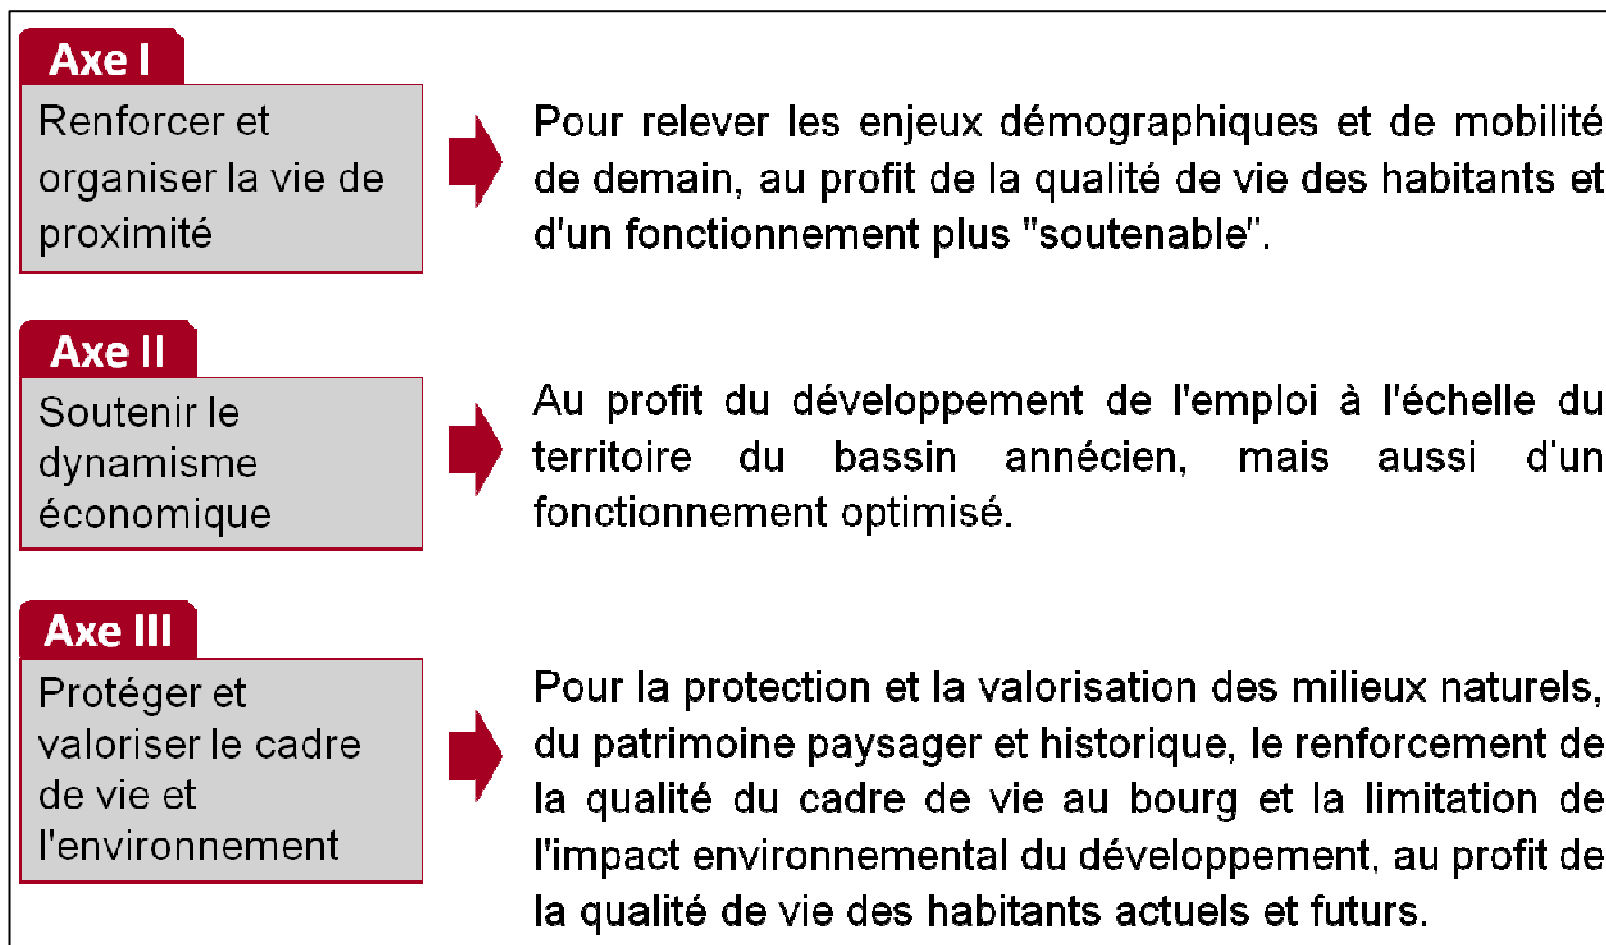 Axe I
Renforcer et
organiser la vie de
proximité
Pour relever les enjeux démographiques et de mobilité
de demain, au profit de la qualité de vie des habitants et
d'un fonctionnement plus "soutenable".
Axe II
Soutenir le
dynamisme
économique
Au profit du développement de l'emploi à l'échelle du
territoire du bassin annécien, mais aussi d'un
fonctionnement optimisé.
Axe III
Protéger et
valoriser le cadre
de vie et
l'environnement
Pour la protection et la valorisation des milieux naturels,
du patrimoine paysager et historique, le renforcement de
la qualité du cadre de vie au bourg et la limitation de
l'impact environnemental du développement, au profit de
la qualité de vie des habitants actuels et futurs.